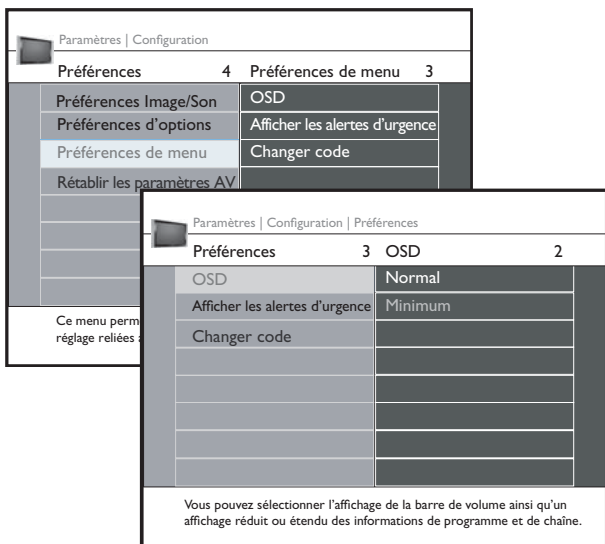 Paramètres | Configuration
Préférences 4 Préférences de menu 3
Préférences Image/Son OSD
Préférences d'options Afficher les alertes d'urgence
Préférences de menu Changer code
Rétablir les paramètres AV
Ce menu perm
réglage reliées
Paramètres | Configuration | Préférences
Préférences 3 OSD 2
OSD Normal
Afficher les alertes d'urgence Minimum
Changer code
Vous pouvez sélectionner l'affichage de la barre de volume ainsi qu'un
affichage réduit ou étendu des informations de programme et de chaîne.